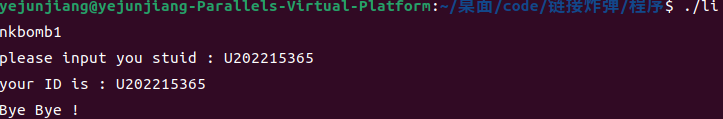 yejunjiang@yejunjiang-Parallels-Virtual-Platform:~/桌面/code/链接炸弹/程序$ ./li
nkbomb1
please input you stuid : U202215365
your ID is : U202215365
Bye Bye !